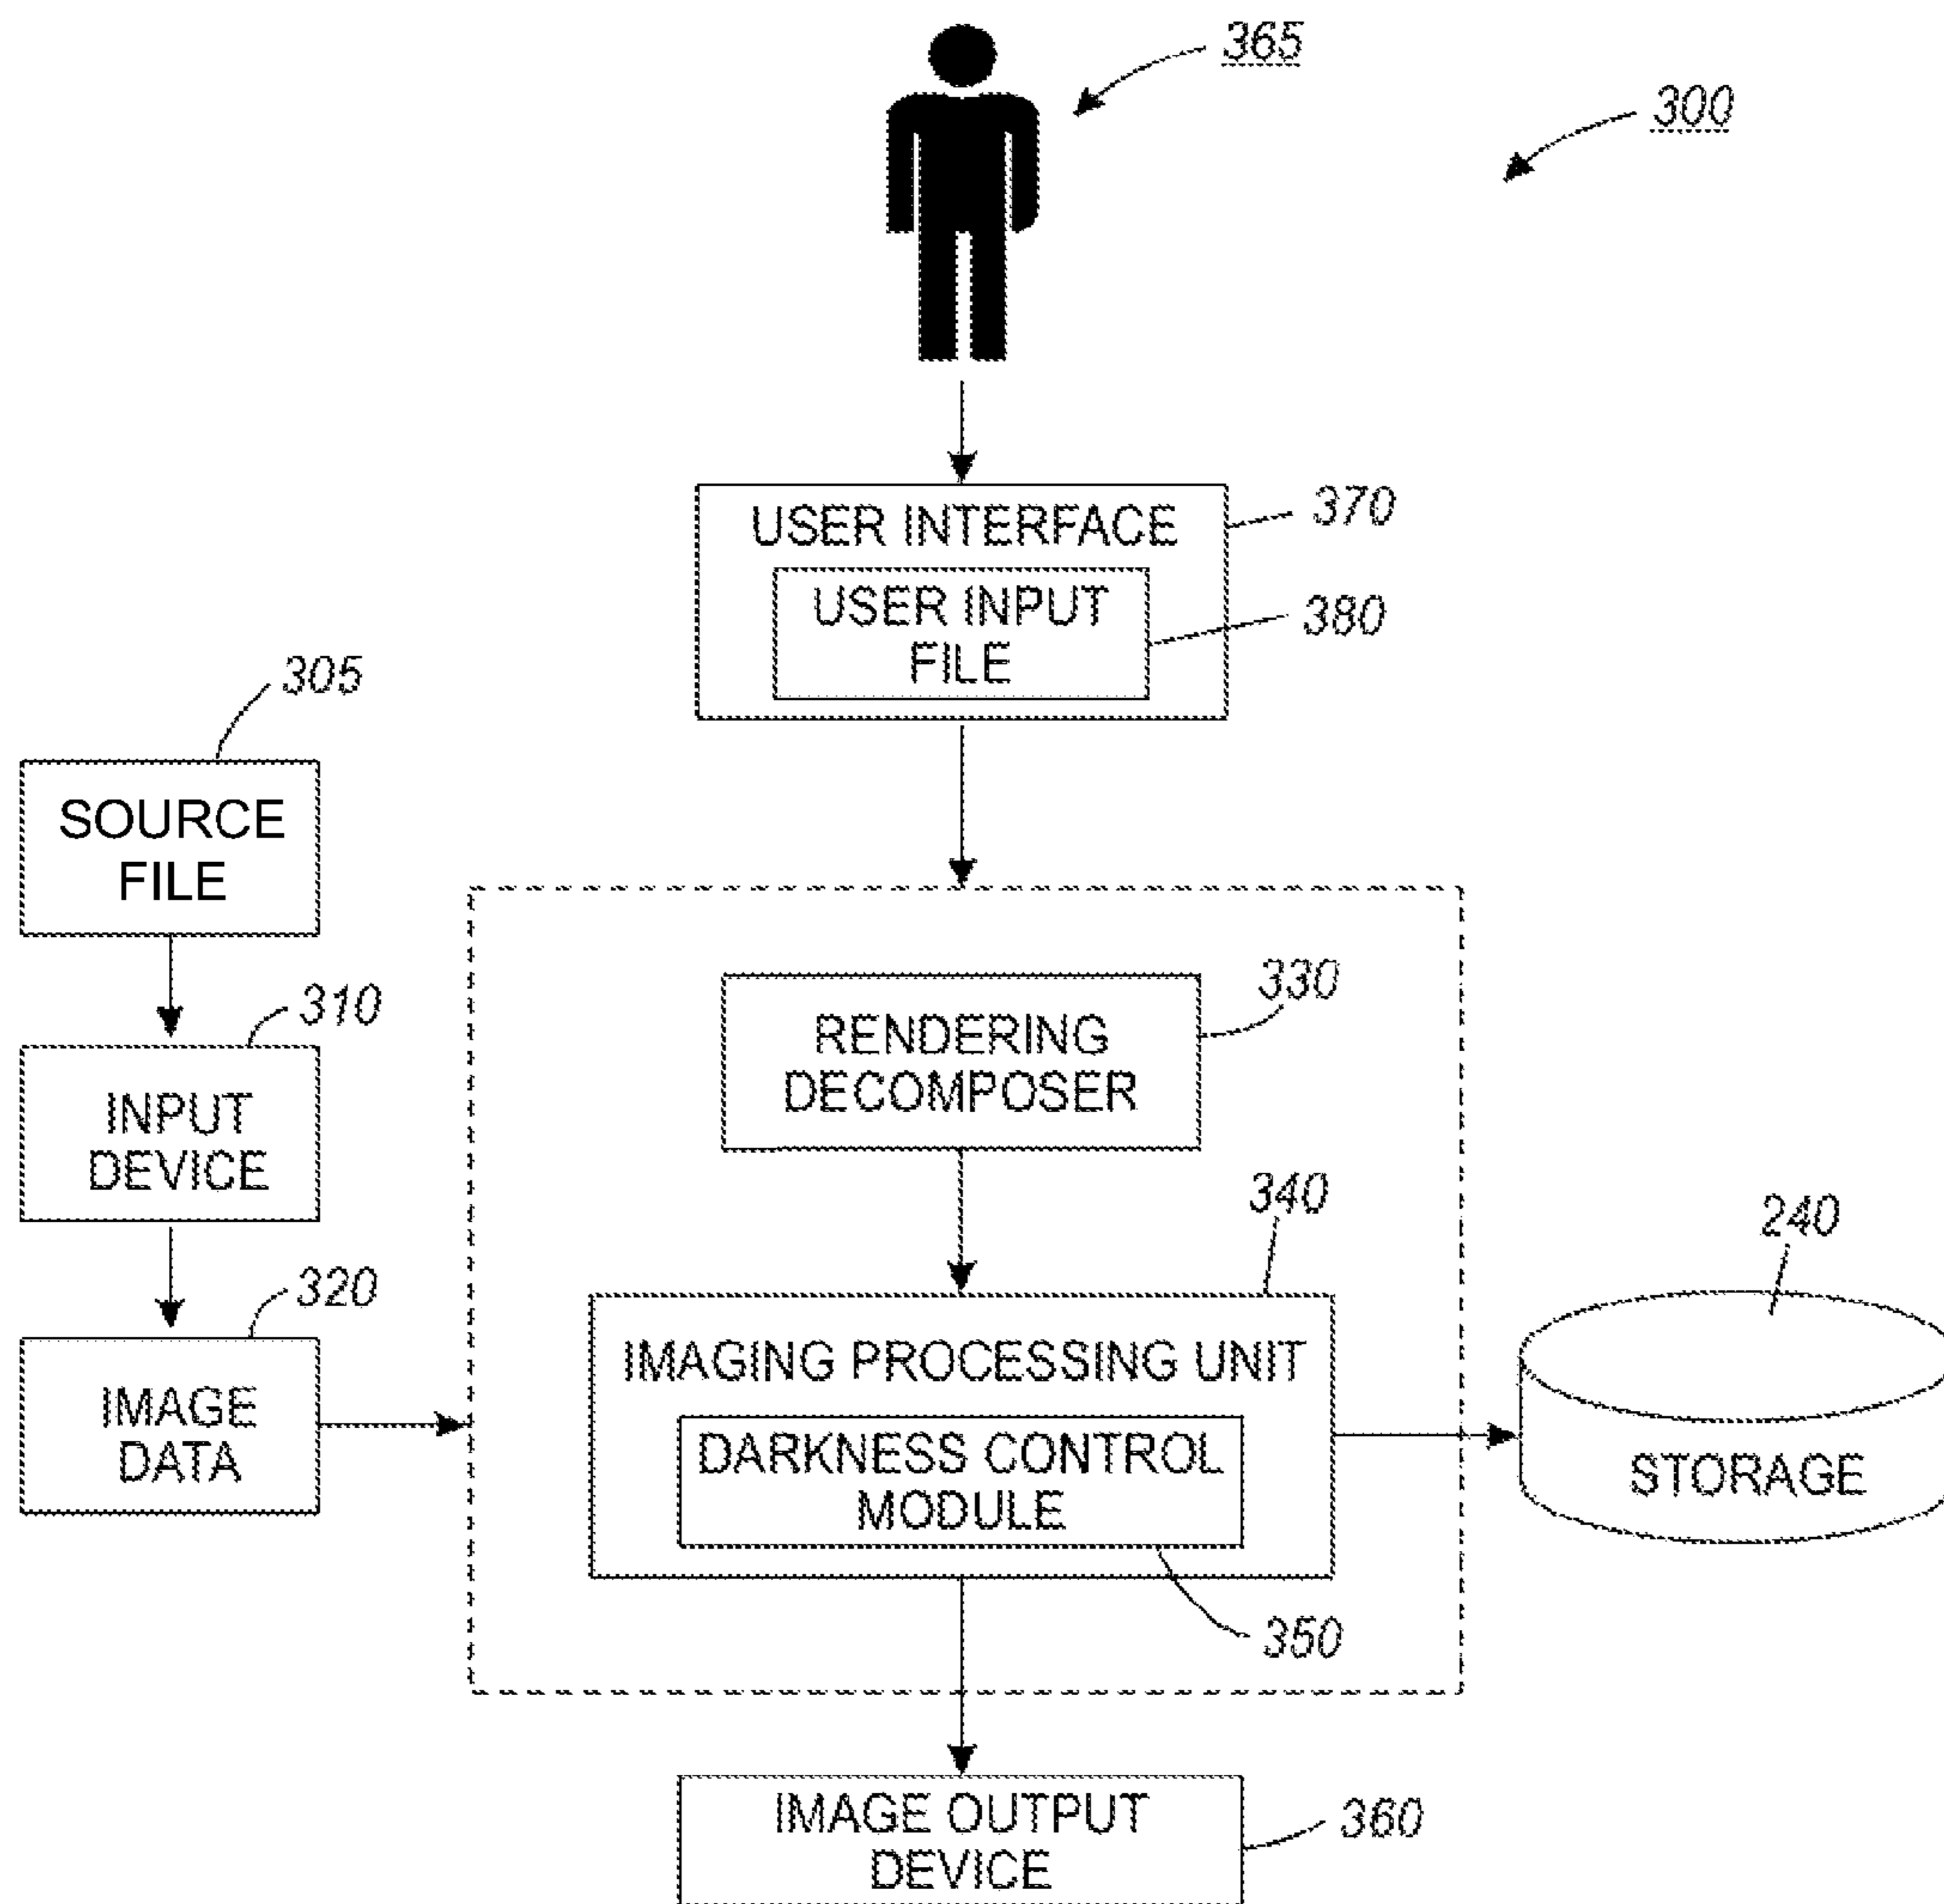 365
300
USER INTERFACE
370
USER INPUT
FILE
380
305
SOURCE
FILE
310
INPUT
DEVICE
320
IMAGE
DATA
330
RENDERING
DECOMPOSER
340
IMAGING PROCESSING UNIT
DARKNESS CONTROL
MODULE
350
240
STORAGE
IMAGE OUTPUT
DEVICE
360